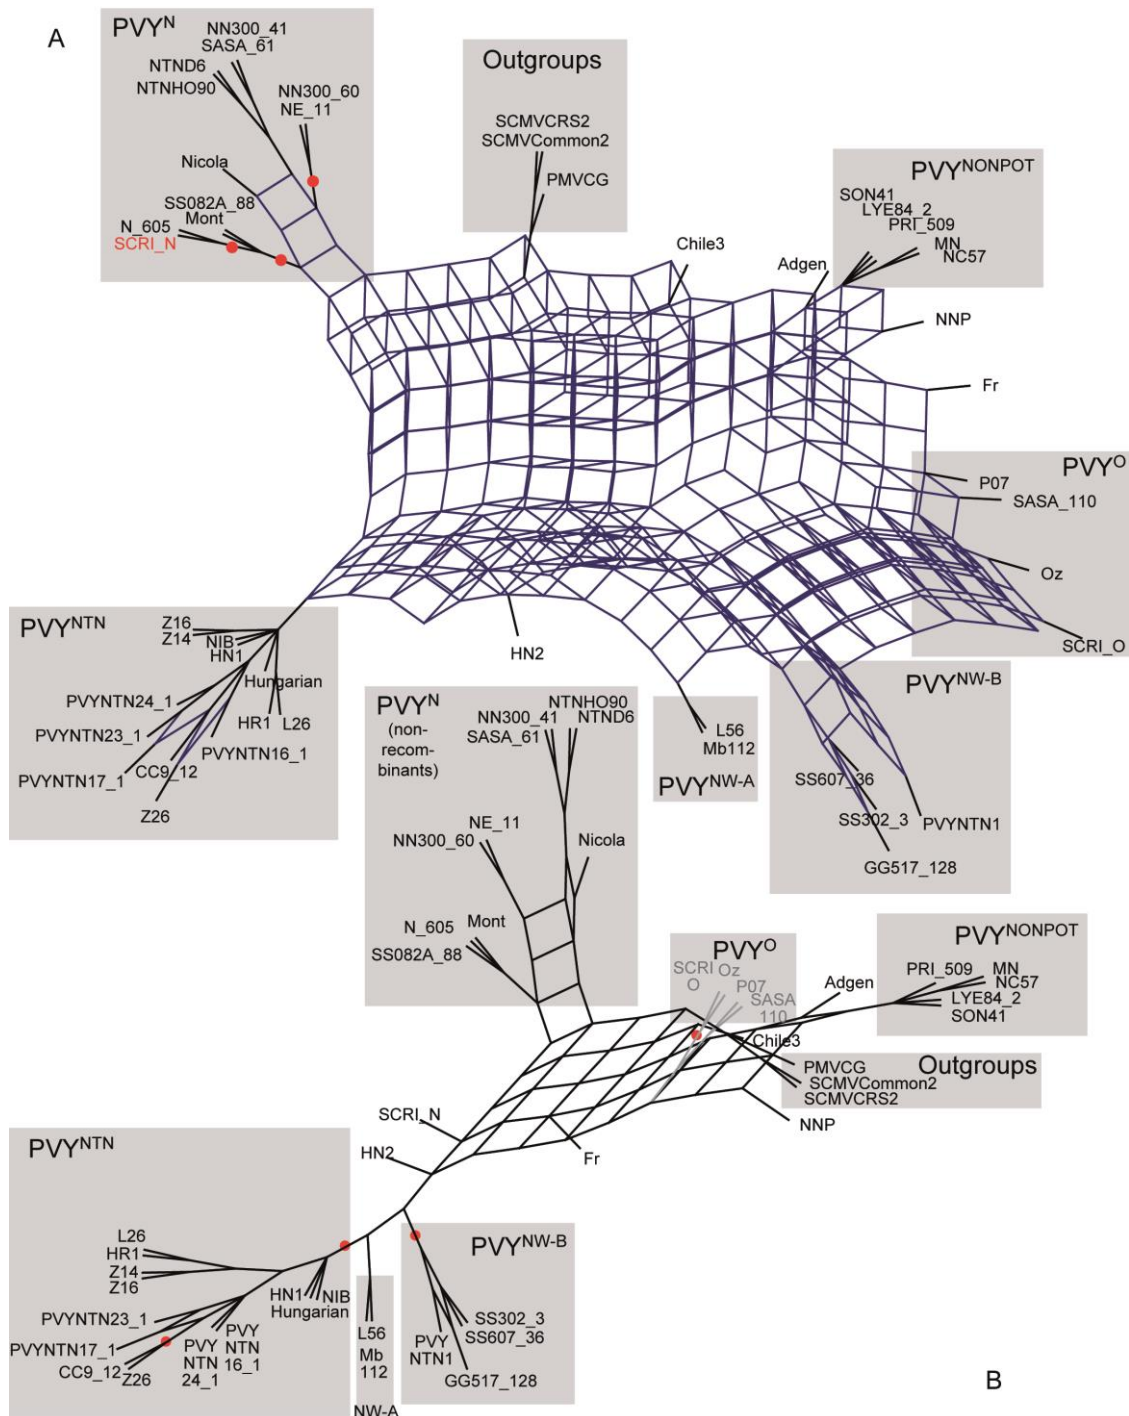 A
PVYN
NN300_41
SASA_61
NTND6
NTNHO90
NN300_60
NE_11
Nicola
SS082A_88
Mont
N_605
SCRI_N
Outgroups
SCMVCRS2
SCMVCommon2
PMVCG
Chile3
Adgen
PVYNONPOT
SON41
LYE84_2
PRI_509
MN
NC57
NNP
Fr
PVYO
P07
SASA_110
Oz
SCRI_O
PVYNTN
Z16
Z14
NIB
HN1
Hungarian
PVYNTN24_1
HR1
L26
PVYNTN23_1
PVYNTN16_1
CC9_12
PVYNTN17_1
Z26
HN2
L56
Mb112
PVYNW-A
PVYNW-B
SS607_36
SS302_3
PVYNTN1
GG517_128
PVYN
(non-
recom-
binants)
NTNHO90
NTND6
NN300_41
SASA_61
NE_11
NN300_60
Nicola
Mont
N_605
SS082A_88
PVYO
SCRI
O
Oz
P07
SASA
110
Chile3
Adgen
PVYNONPOT
PRI_509
MN
NC57
LYE84_2
SON41
Outgroups
PMVCG
SCMVCommon2
SCMVCRS2
NNP
Fr
SCRI_N
HN2
PVYNTN
L26
HR1
Z14
Z16
HN1
NIB
Hungarian
PVYNTN23_1
PVYNTN17_1
CC9_12
Z26
PVY
NTN
24_1
PVY
NTN
16_1
L56
Mb
112
NW-A
PVYNW-B
SS302_3
SS607_36
PVY
NTN1
GG517_128
B